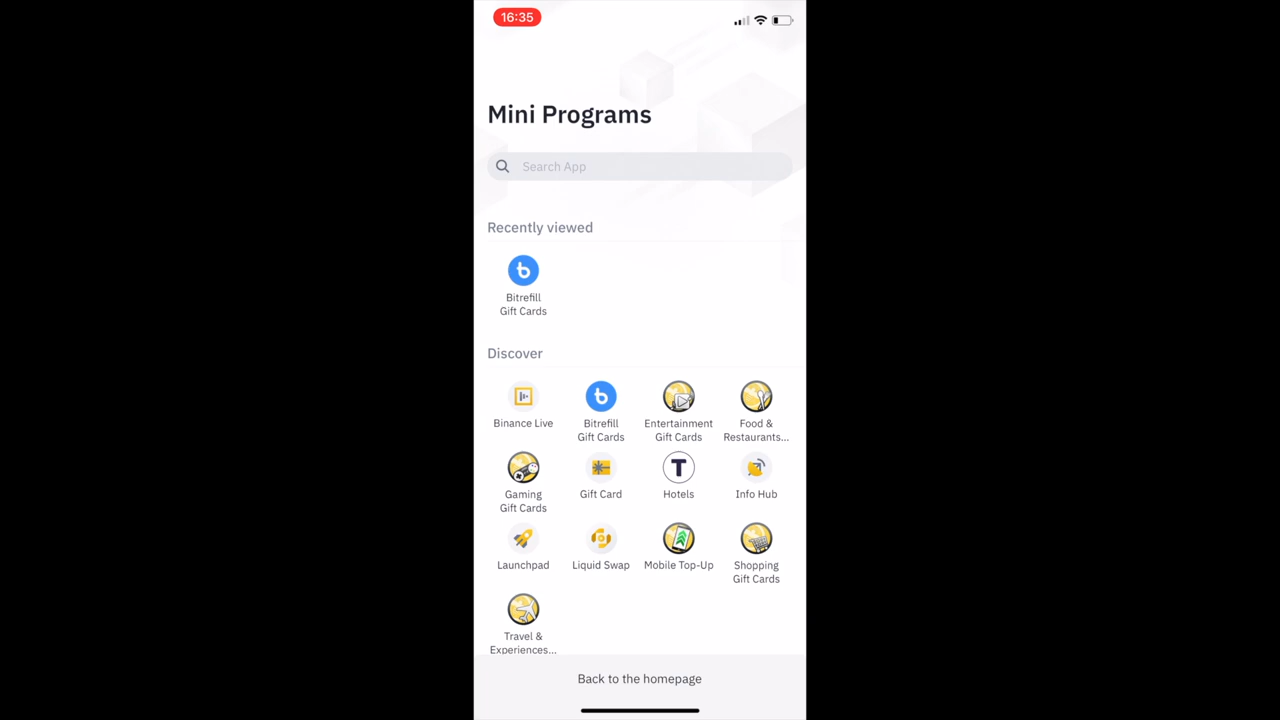 16:35
Mini Programs
Search App
Recently viewed
Bitrefill
Gift Cards
Discover
Binance Live
Bitrefill
Gift Cards
Entertainment
Gift Cards
Food &
Restaurants...
Gaming
Gift Cards
Gift Card
T
Hotels
Info Hub
Launchpad
Liquid Swap
Mobile Top-Up
Shopping
Gift Cards
Travel &
Experiences...
Back to the homepage